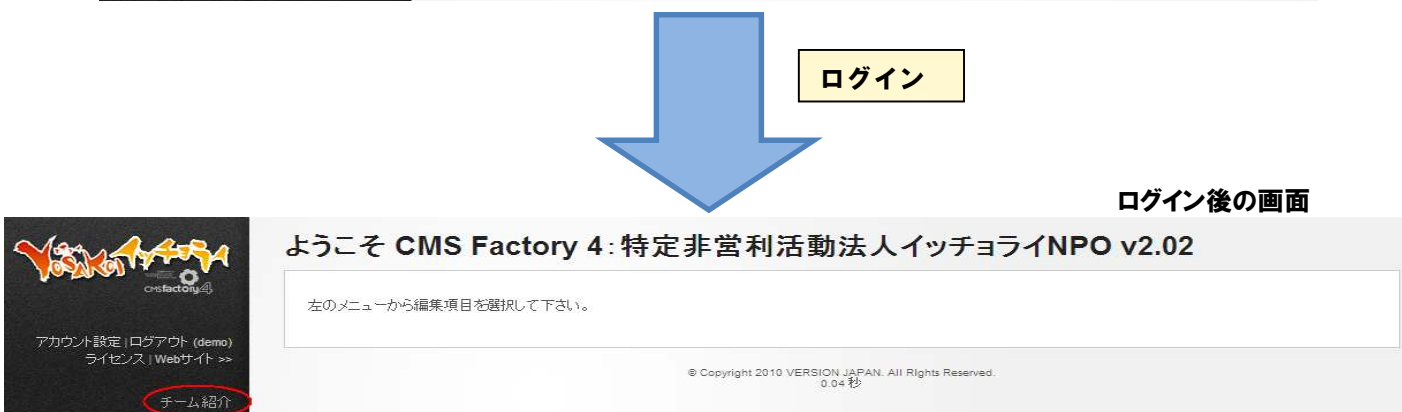 ログイン
ログイン後の画面
YOSAKOIイッチョライ
CMSfactory4
ようこそ CMS Factory 4:特定非営利活動法人イッチョライNPO v2.02
左のメニューから編集項目を選択して下さい。
アカウント設定 | ログアウト (demo)
ライセンス | Webサイト >>
© Copyright 2010 VERSION JAPAN. All Rights Reserved.
0.04 秒
チーム紹介